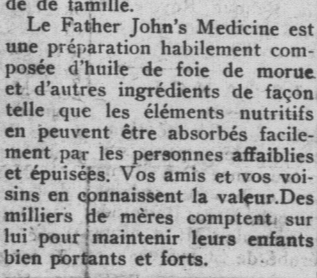 de de famille.
Le Father John's Medicine est
une préparation habilement com-
posée d'huile de foie de morue
et d'autres ingrédients de façon
telle que les éléments nutritifs
en peuvent être absorbés facile-
ment par les personnes affaiblies
et épuisées. Vos amis et vos voi-
sins en connaissent la valeur.Des
milliers de mères comptent sur
lui pour maintenir leurs enfants
bien portants et forts.